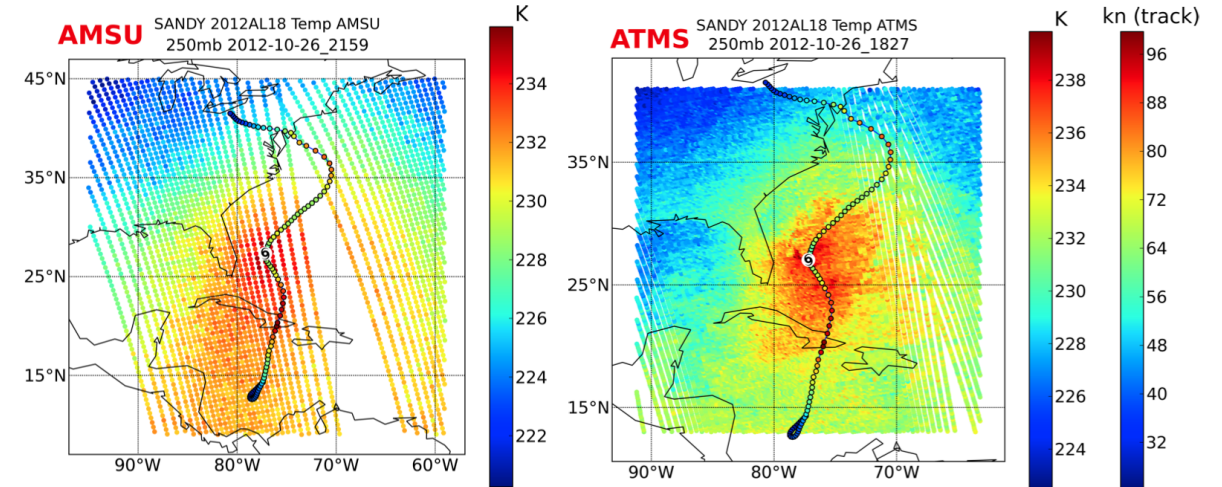 AMSU
SANDY 2012AL18 Temp AMSU
250mb 2012-10-26_2159
K
45°N
35°N
25°N
15°N
90°W
80°W
70°W
60°W
234
232
230
228
226
224
222
ATMS
SANDY 2012AL18 Temp ATMS
250mb 2012-10-26_1827
K
kn (track)
35°N
25°N
15°N
90°W
80°W
70°W
238
236
234
232
230
228
226
224
96
88
80
72
64
56
48
40
32